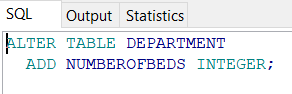 SQL Output Statistics
ALTER TABLE DEPARTMENT
ADD NUMBEROFBEDS INTEGER;